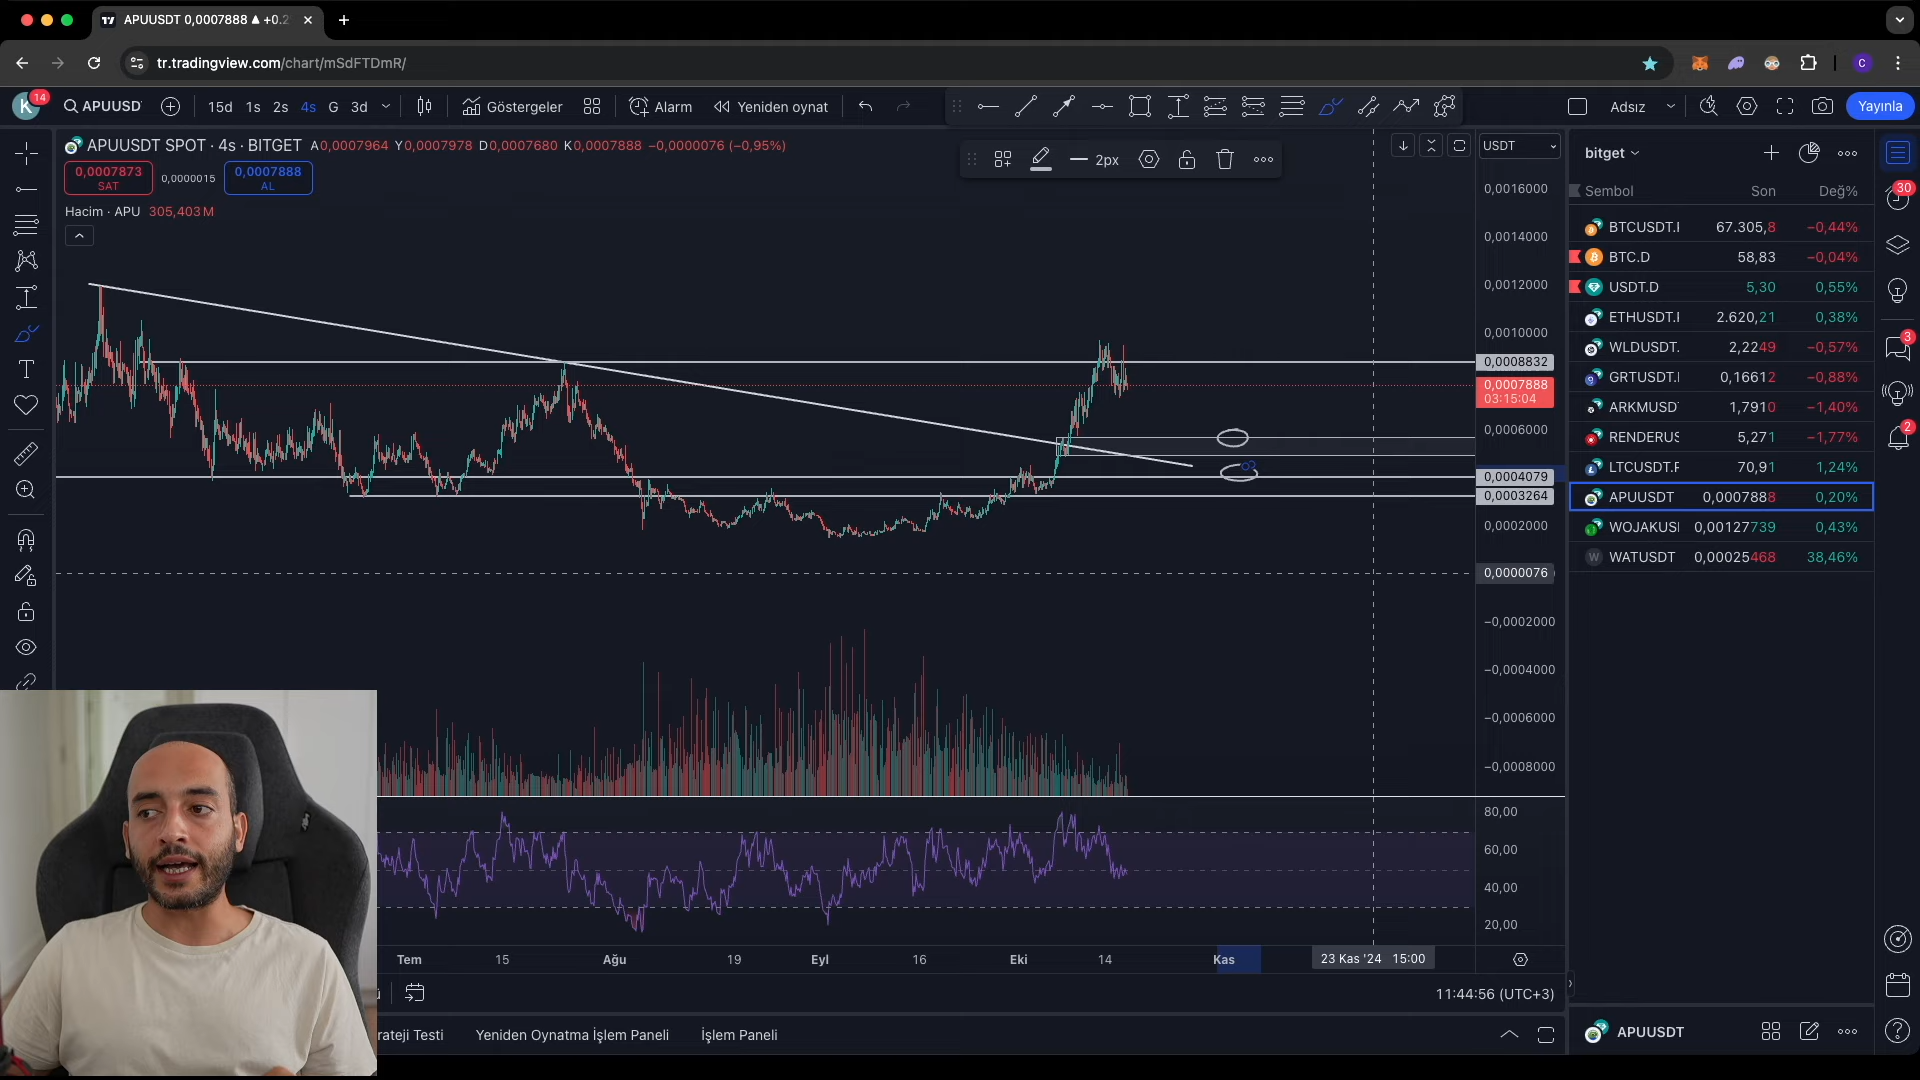 APUUSDT 0,0007888 ▲ +0.2
tr.tradingview.com/chart/mSdFTDmR/
C
K 14
APUUSD
15d 1s 2s 4s G 3d
Göstergeler
Alarm
Yeniden oynat
Adsız
Yayınla
APUUSDT SPOT · 4s · BITGET A0,0007964 Y0,0007978 D0,0007680 K0,0007888 −0,0000076 (−0,95%)
0,0007873
SAT
0,0000015
0,0007888
AL
Hacim · APU 305,403 M
2px
USDT
0,0016000
0,0014000
0,0012000
0,0010000
0,0008832
0,0007888
03:15:04
0,0006000
0,0004079
0,0003264
0,0002000
0,0000076
−0,0002000
−0,0004000
−0,0006000
−0,0008000
80,00
60,00
40,00
20,00
Tem 15 Ağu 19 Eyl 16 Eki 14 Kas 23 Kas '24 15:00
11:44:56 (UTC+3)
rateji Testi Yeniden Oynatma İşlem Paneli İşlem Paneli
bitget
Sembol Son Değ%
BTCUSDT.I 67.305,8 −0,44%
BTC.D 58,83 −0,04%
USDT.D 5,30 0,55%
ETHUSDT.I 2.620,21 0,38%
WLDUSDT. 2,2249 −0,57%
GRTUSDT.I 0,16612 −0,88%
ARKMUSD 1,7910 −1,40%
RENDERUS 5,271 −1,77%
LTCUSDT.F 70,91 1,24%
APUUSDT 0,0007888 0,20%
WOJAKUS 0,00127739 0,43%
W WATUSDT 0,00025468 38,46%
APUUSDT
30
3
2